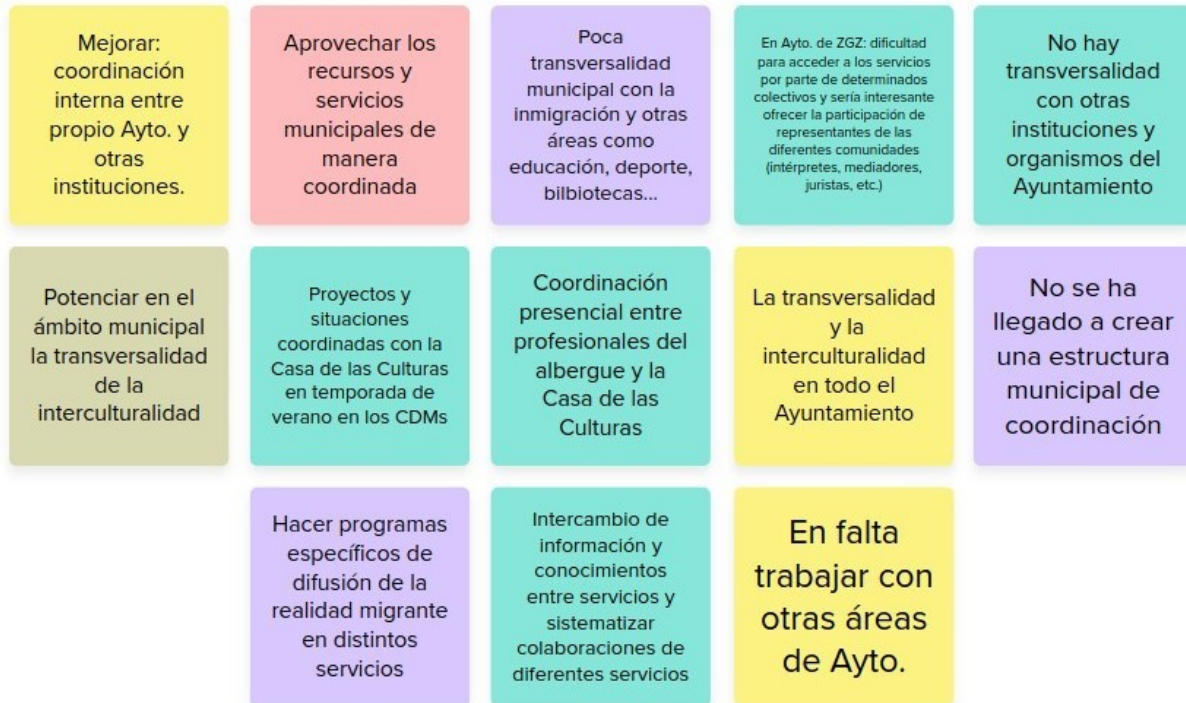 Mejorar:
coordinación
interna entre
propio Ayto. y
otras
instituciones.
Aprovechar los
recursos y
servicios
municipales de
manera
coordinada
Poca
transversalidad
municipal con la
inmigración y otras
áreas como
educación, deporte,
bilbiotecas...
En Ayto. de ZGZ: dificultad
para acceder a los servicios
por parte de determinados
colectivos y sería interesante
ofrecer la participación de
representantes de las
diferentes comunidades
(intérpretes, mediadores,
juristas, etc.)
No hay
transversalidad
con otras
instituciones y
organismos del
Ayuntamiento
Potenciar en el
ámbito municipal
la transversalidad
de la
interculturalidad
Proyectos y
situaciones
coordinadas con la
Casa de las Culturas
en temporada de
verano en los CDMs
Coordinación
presencial entre
profesionales del
albergue y la
Casa de las
Culturas
La transversalidad
y la
interculturalidad
en todo el
Ayuntamiento
No se ha
llegado a crear
una estructura
municipal de
coordinación
Hacer programas
específicos de
difusión de la
realidad migrante
en distintos
servicios
Intercambio de
información y
conocimientos
entre servicios y
sistematizar
colaboraciones de
diferentes servicios
En falta
trabajar con
otras áreas
de Ayto.